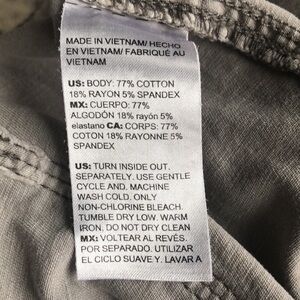 MADE IN VIETNAM/ HECHO
EN VIETNAM/ FABRIQUÉ AU
VIETNAM
US: BODY: 77% COTTON
18% RAYON 5% SPANDEX
MX: CUERPO: 77%
ALGODÓN 18% rayón 5%
elastano CA: CORPS: 77%
COTON 18% RAYONNE 5%
SPANDEX
US: TURN INSIDE OUT.
SEPARATELY. USE GENTLE
CYCLE AND. MACHINE
WASH COLD. ONLY
NON-CHLORINE BLEACH.
TUMBLE DRY LOW. WARM
IRON, DO NOT DRY CLEAN
MX: VOLTEAR AL REVÉS.
POR SEPARADO. UTILIZAR
EL CICLO SUAVE Y. LAVAR A